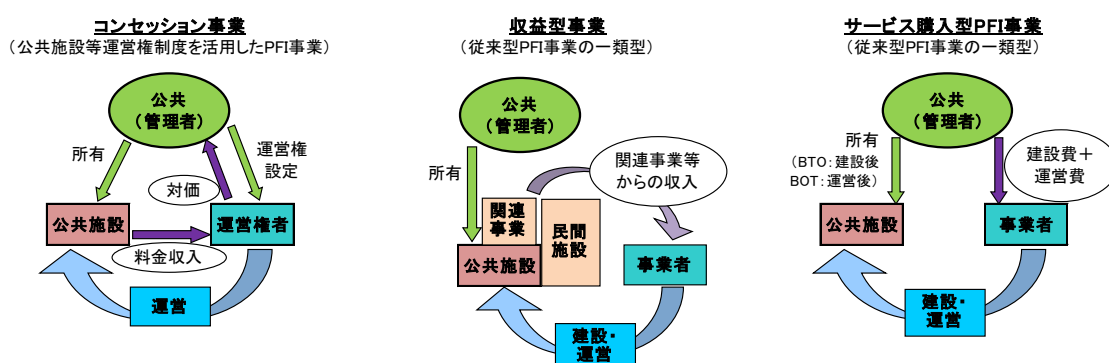 コンセッション事業
（公共施設等運営権制度を活用したPFI事業）
公共
（管理者）
所有
運営権
設定
対価
公共施設
運営権者
料金収入
運営
収益型事業
（従来型PFI事業の一類型）
公共
（管理者）
所有
関連事業等
からの収入
関連
事業
民間
施設
公共施設
事業者
建設・
運営
サービス購入型PFI事業
（従来型PFI事業の一類型）
公共
（管理者）
所有
（BTO：建設後
BOT：運営後）
建設費＋
運営費
公共施設
事業者
建設・
運営